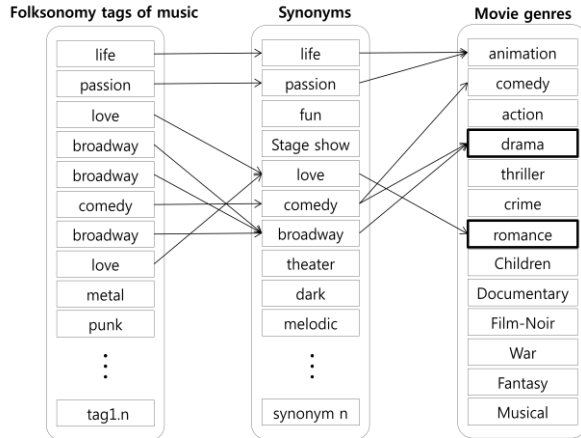 Folksonomy tags of music
life
passion
love
broadway
broadway
comedy
broadway
love
metal
punk
tag1.n
Synonyms
life
passion
fun
Stage show
love
comedy
broadway
theater
dark
melodic
synonym n
Movie genres
animation
comedy
action
drama
thriller
crime
romance
Children
Documentary
Film-Noir
War
Fantasy
Musical